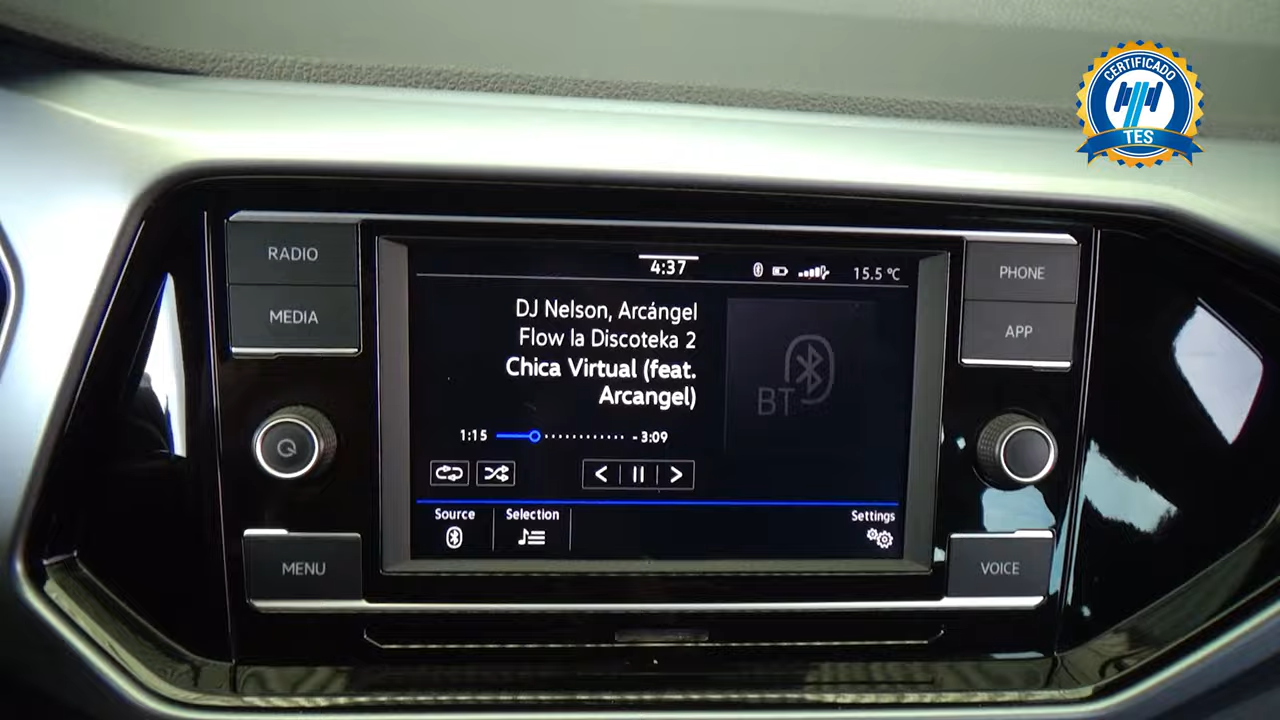 CERTIFICADO
TES
RADIO
MEDIA
MENU
4:37
15.5 °C
DJ Nelson, Arcángel
Flow la Discoteka 2
Chica Virtual (feat.
Arcangel)
BT
1:15
- 3:09
Source
Selection
Settings
PHONE
APP
VOICE